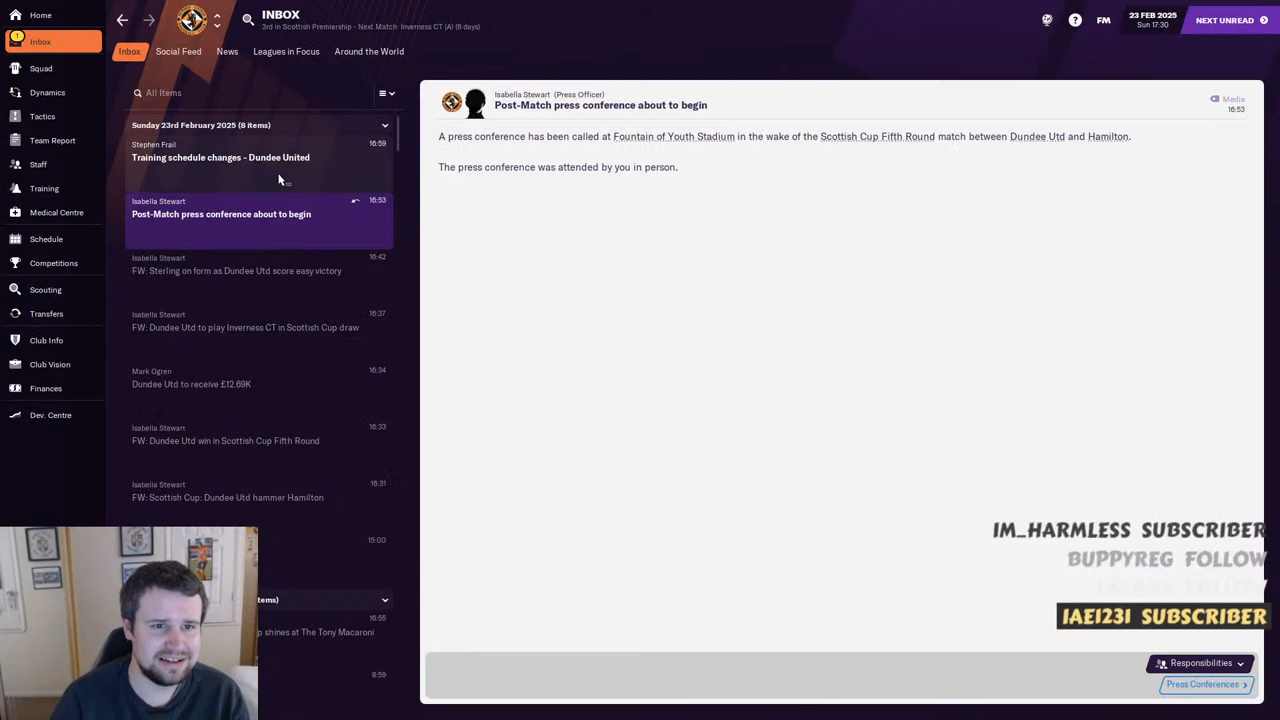 Home
INBOX
3rd in Scottish Premiership - Next Match: Inverness CT (A) (6 days)
FM
23 FEB 2025
Sun 17:30
NEXT UNREAD
1
Inbox
Inbox
Social Feed
News
Leagues in Focus
Around the World
Squad
Dynamics
Tactics
Team Report
Staff
Training
Medical Centre
Schedule
Competitions
Scouting
Transfers
Club Info
Club Vision
Finances
Dev. Centre
All Items
Sunday 23rd February 2025 (8 items)
Stephen Frail
16:59
Training schedule changes - Dundee United
Isabella Stewart
16:53
Post-Match press conference about to begin
Isabella Stewart
16:42
FW: Sterling on form as Dundee Utd score easy victory
Isabella Stewart
16:37
FW: Dundee Utd to play Inverness CT in Scottish Cup draw
Mark Ogren
16:34
Dundee Utd to receive £12.69K
Isabella Stewart
16:33
FW: Dundee Utd win in Scottish Cup Fifth Round
Isabella Stewart
16:31
FW: Scottish Cup: Dundee Utd hammer Hamilton
15:00
tems)
16:55
p shines at The Tony Macaroni
8:59
Isabella Stewart (Press Officer)
Post-Match press conference about to begin
Media
16:53
A press conference has been called at Fountain of Youth Stadium in the wake of the Scottish Cup Fifth Round match between Dundee Utd and Hamilton.
The press conference was attended by you in person.
IM_HARMLESS SUBSCRIBER
BUPPYREG FOLLOW
IAE1231 SUBSCRIBER
Responsibilities
Press Conferences